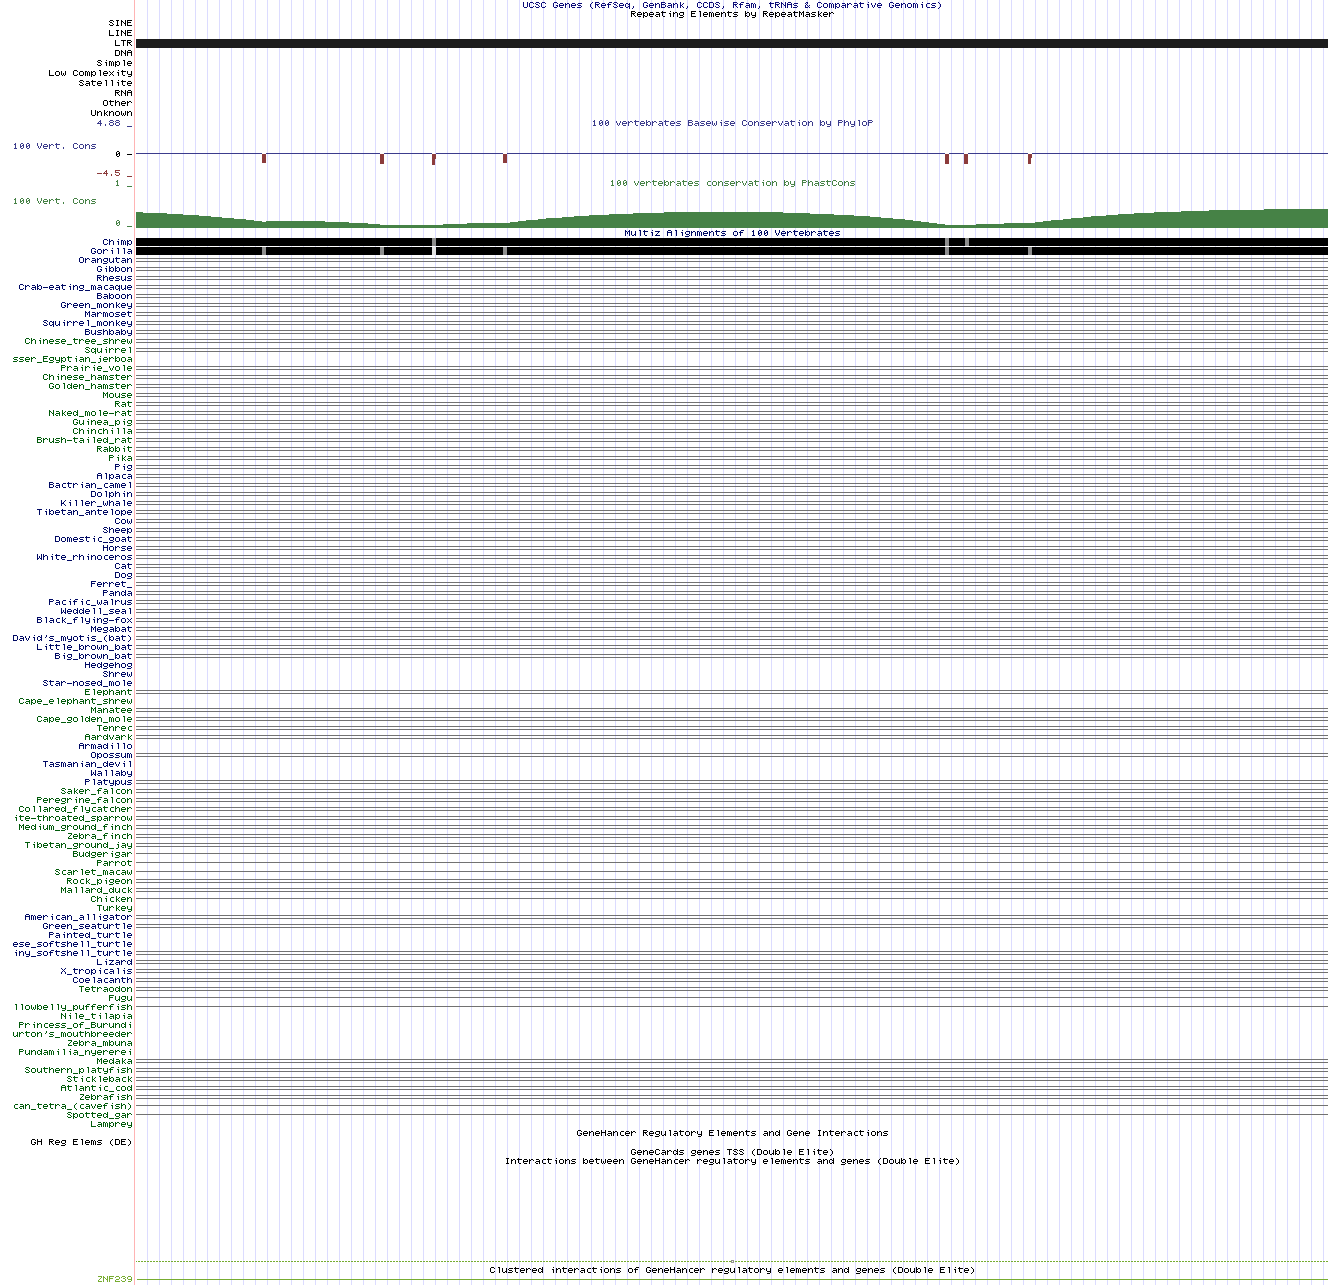 UCSC Genes (RefSeq, GenBank, CCDS, Rfam, tRNAs & Comparative Genomics)
Repeating Elements by RepeatMasker
SINE
LINE
LTR
DNA
Simple
Low Complexity
Satellite
RNA
Other
Unknown
4.88 _
100 vertebrates Basewise Conservation by PhyloP
100 Vert. Cons
0 -
-4.5 _
1 _
100 vertebrates conservation by PhastCons
100 Vert. Cons
0 _
Multiz Alignments of 100 Vertebrates
Chimp
Gorilla
Orangutan
Gibbon
Rhesus
Crab-eating_macaque
Baboon
Green_monkey
Marmoset
Squirrel_monkey
Bushbaby
Chinese_tree_shrew
Squirrel
sser_Egyptian_jerboa
Prairie_vole
Chinese_hamster
Golden_hamster
Mouse
Rat
Naked_mole-rat
Guinea_pig
Chinchilla
Brush-tailed_rat
Rabbit
Pika
Pig
Alpaca
Bactrian_camel
Dolphin
Killer_whale
Tibetan_antelope
Cow
Sheep
Domestic_goat
Horse
White_rhinoceros
Cat
Dog
Ferret_
Panda
Pacific_walrus
Weddell_seal
Black_flying-fox
Megabat
David's_myotis_(bat)
Little_brown_bat
Big_brown_bat
Hedgehog
Shrew
Star-nosed_mole
Elephant
Cape_elephant_shrew
Manatee
Cape_golden_mole
Tenrec
Aardvark
Armadillo
Opossum
Tasmanian_devil
Wallaby
Platypus
Saker_falcon
Peregrine_falcon
Collared_flycatcher
ite-throated_sparrow
Medium_ground_finch
Zebra_finch
Tibetan_ground_jay
Budgerigar
Parrot
Scarlet_macaw
Rock_pigeon
Mallard_duck
Chicken
Turkey
American_alligator
Green_seaturtle
Painted_turtle
ese_softshell_turtle
iny_softshell_turtle
Lizard
X_tropicalis
Coelacanth
Tetraodon
Fugu
llowbelly_pufferfish
Nile_tilapia
Princess_of_Burundi
urton's_mouthbreeder
Zebra_mbuna
Pundamilia_nyererei
Medaka
Southern_platyfish
Stickleback
Atlantic_cod
Zebrafish
can_tetra_(cavefish)
Spotted_gar
Lamprey
GeneHancer Regulatory Elements and Gene Interactions
GH Reg Elems (DE)
GeneCards genes TSS (Double Elite)
Interactions between GeneHancer regulatory elements and genes (Double Elite)
Clustered interactions of GeneHancer regulatory elements and genes (Double Elite)
ZNF239